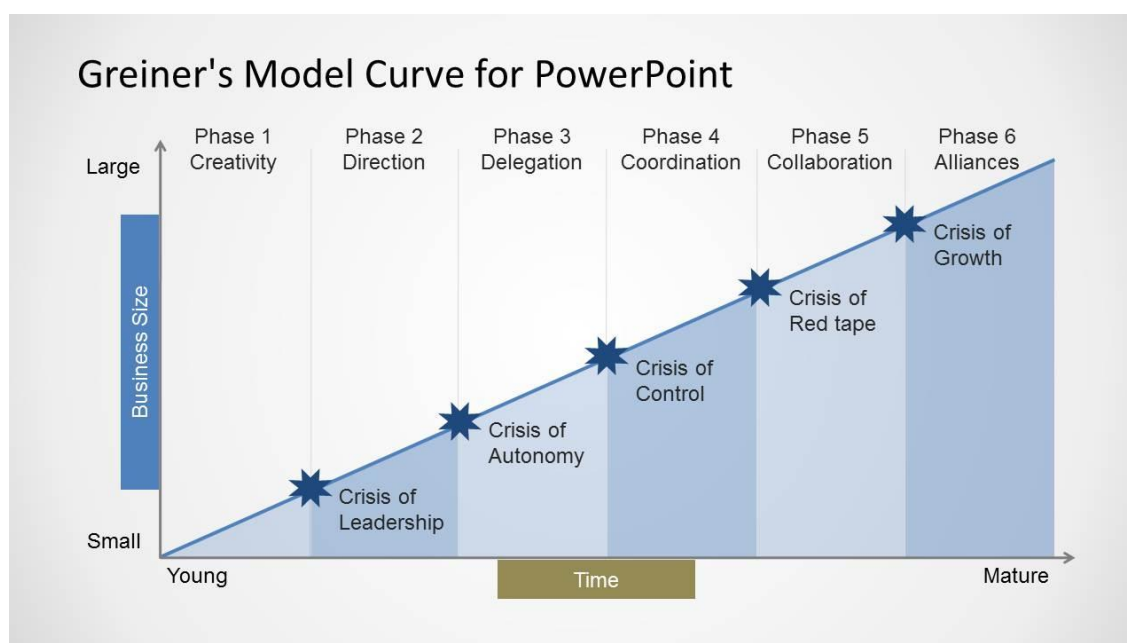 Greiner's Model Curve for PowerPoint
Phase 1
Creativity
Phase 2
Direction
Phase 3
Delegation
Phase 4
Coordination
Phase 5
Collaboration
Phase 6
Alliances
Large
Business Size
Small
Crisis of
Leadership
Crisis of
Autonomy
Crisis of
Control
Crisis of
Red tape
Crisis of
Growth
Young
Time
Mature